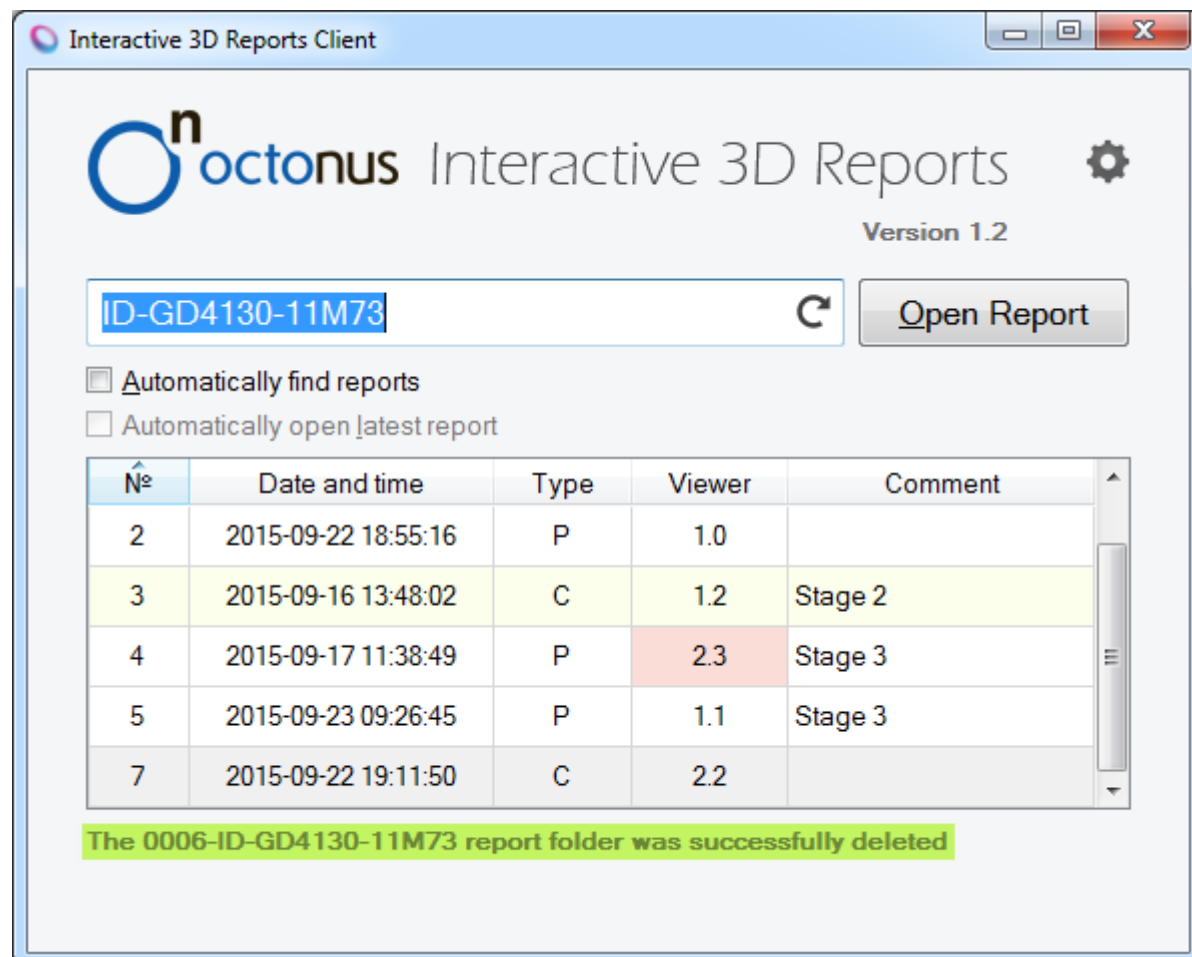 Interactive 3D Reports Client
octonus Interactive 3D Reports
Version 1.2
ID-GD4130-11M73 Open Report
Automatically find reports
Automatically open latest report
Nº Date and time Type Viewer Comment
2 2015-09-22 18:55:16 P 1.0
3 2015-09-16 13:48:02 C 1.2 Stage 2
4 2015-09-17 11:38:49 P 2.3 Stage 3
5 2015-09-23 09:26:45 P 1.1 Stage 3
7 2015-09-22 19:11:50 C 2.2
The 0006-ID-GD4130-11M73 report folder was successfully deleted